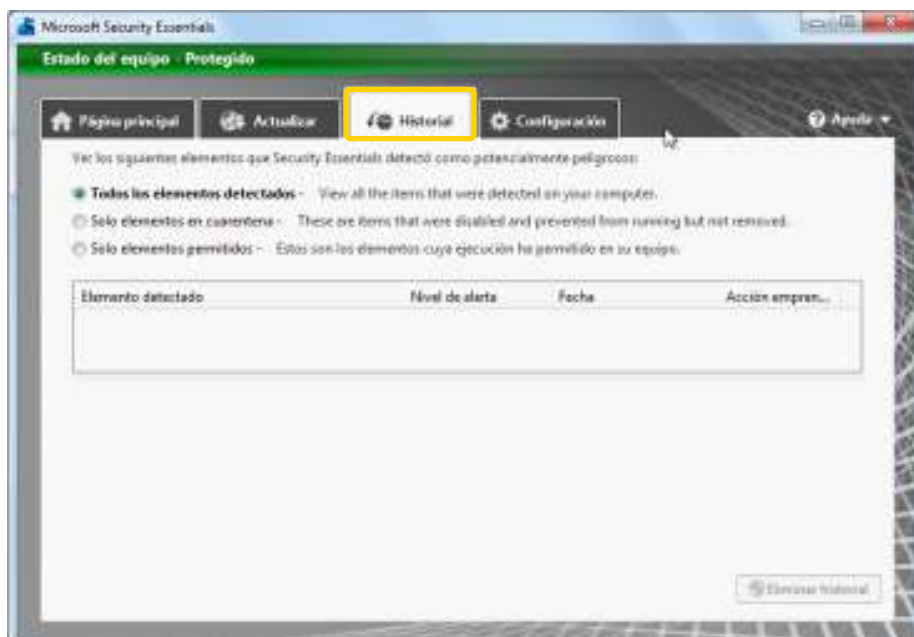 Microsoft Security Essentials
Estado del equipo - Protegido
Página principal
Actualizar
Historial
Configuración
Ayuda
Ver los siguientes elementos que Security Essentials detectó como potencialmente peligrosos:
Todos los elementos detectados - View all the items that were detected on your computer.
Solo elementos en cuarentena - These are items that were disabled and prevented from running but not removed.
Solo elementos permitidos - Estos son los elementos cuya ejecución ha permitido en su equipo.
Elemento detectado Nivel de alerta Fecha Acción empren...
Eliminar historial